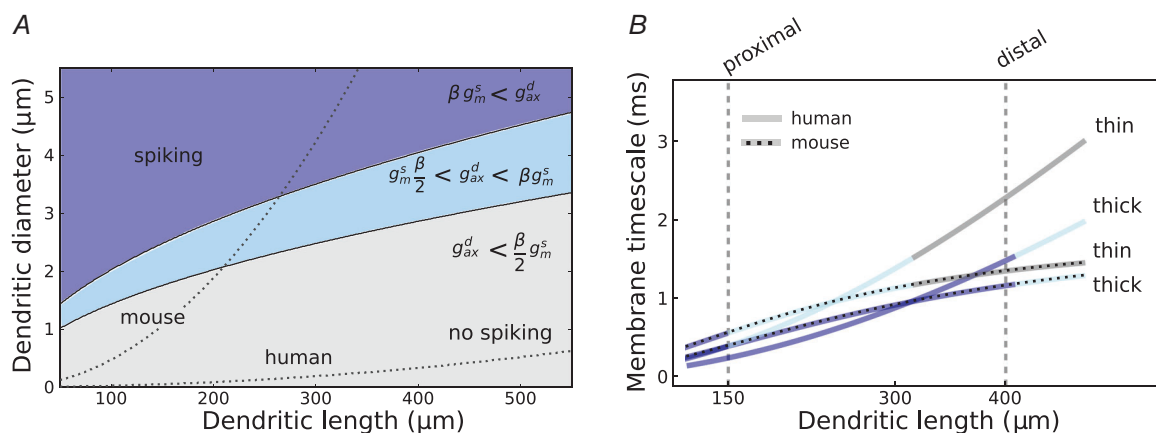 A
Dendritic diameter (µm)
5
4
3
2
1
0
100
200
300
400
500
Dendritic length (µm)
spiking
β g_m^s < g_ax^d
g_m^s β/2 < g_ax^d < β g_m^s
g_ax^d < β/2 g_m^s
mouse
human
no spiking
B
proximal
distal
Membrane timescale (ms)
3
2
1
0
150
300
400
Dendritic length (µm)
human
mouse
thin
thick
thin
thick